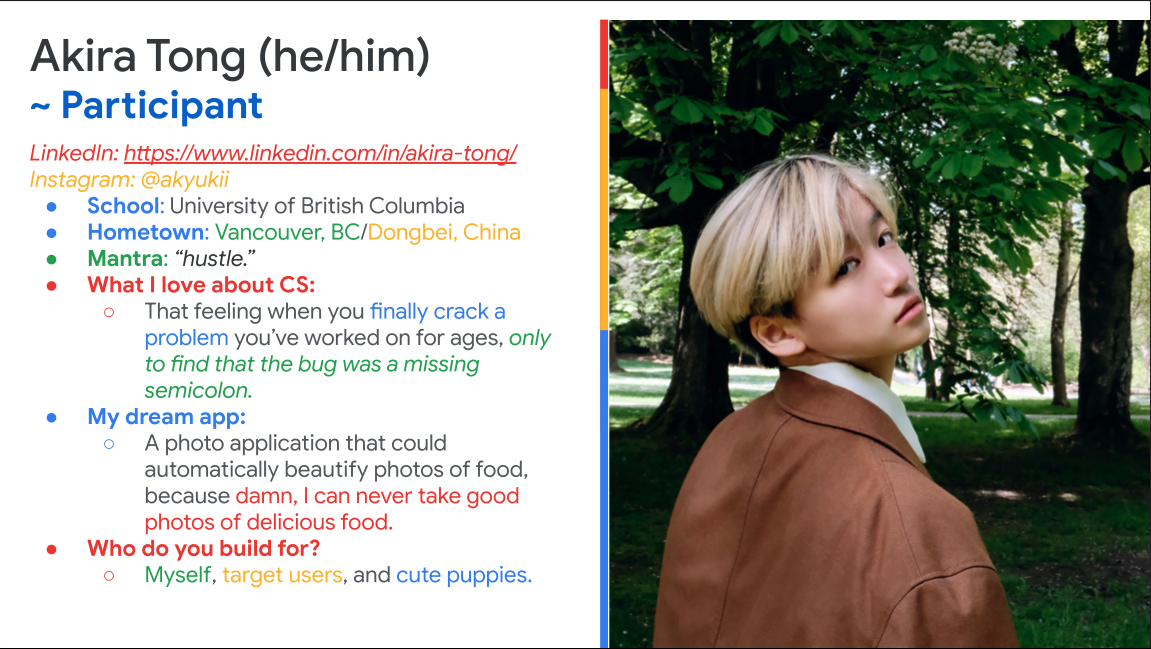 Akira Tong (he/him)
~ Participant
LinkedIn: https://www.linkedin.com/in/akira-tong/
Instagram: @akyukii
● School: University of British Columbia
● Hometown: Vancouver, BC/Dongbei, China
● Mantra: “hustle.”
● What I love about CS:
○ That feeling when you finally crack a
problem you’ve worked on for ages, only
to find that the bug was a missing
semicolon.
● My dream app:
○ A photo application that could
automatically beautify photos of food,
because damn, I can never take good
photos of delicious food.
● Who do you build for?
○ Myself, target users, and cute puppies.